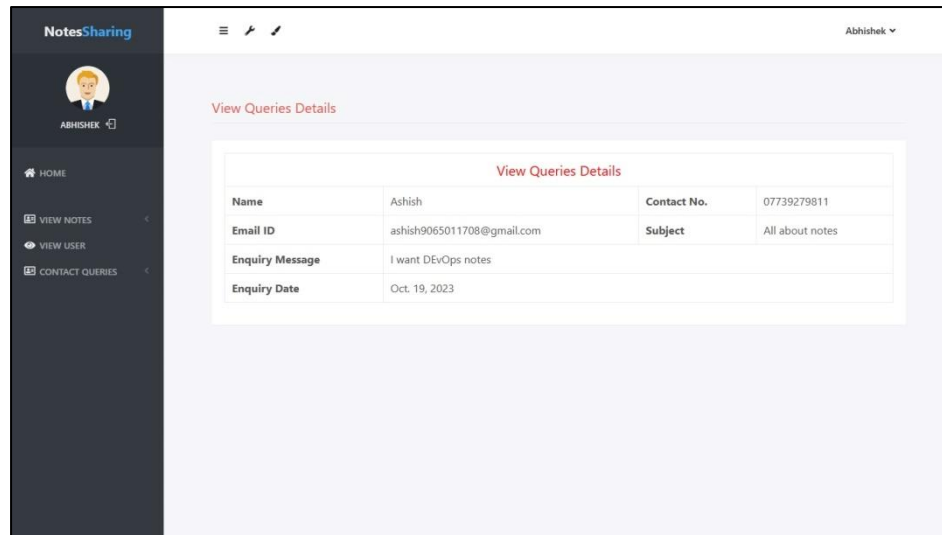 NotesSharing
Abhishek
ABHISHEK
HOME
VIEW NOTES
VIEW USER
CONTACT QUERIES
View Queries Details
View Queries Details
Name Ashish Contact No. 07739279811
Email ID ashish9065011708@gmail.com Subject All about notes
Enquiry Message I want DEvOps notes
Enquiry Date Oct. 19, 2023